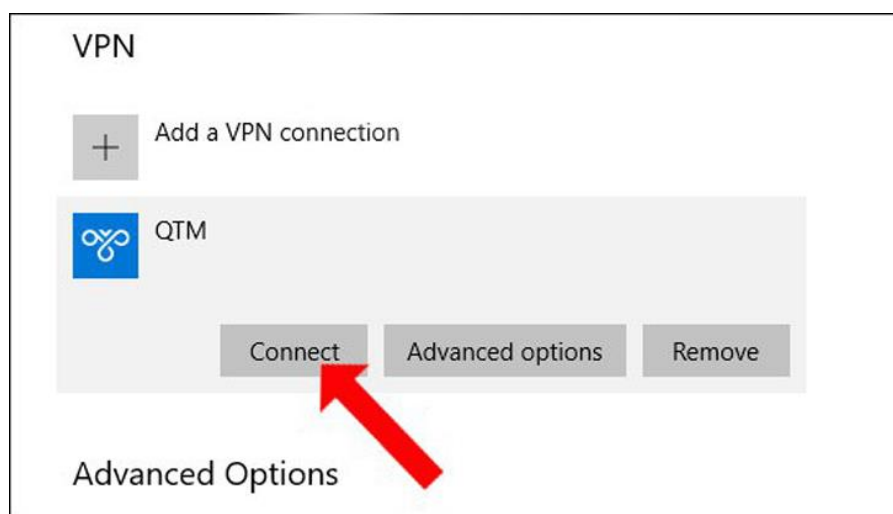 VPN
Add a VPN connection
QTM
Connect Advanced options Remove
Advanced Options